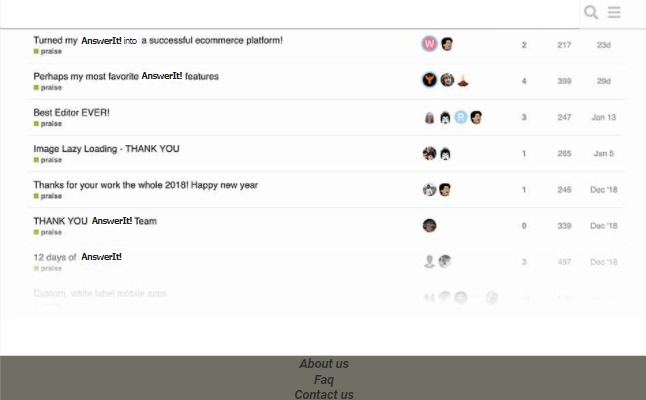 Turned my AnswerIt! into a successful ecommerce platform!
praise
2 217 23d
Perhaps my most favorite AnswerIt! features
praise
4 399 29d
Best Editor EVER!
praise
R
3 247 Jan 13
Image Lazy Loading - THANK YOU
praise
1 265 Jan 5
Thanks for your work the whole 2018! Happy new year
praise
1 246 Dec '18
THANK YOU AnswerIt! Team
praise
0 339 Dec '18
12 days of AnswerIt!
praise
3 497 Dec '18
Custom, white label mobile apps
About us
Faq
Contact us